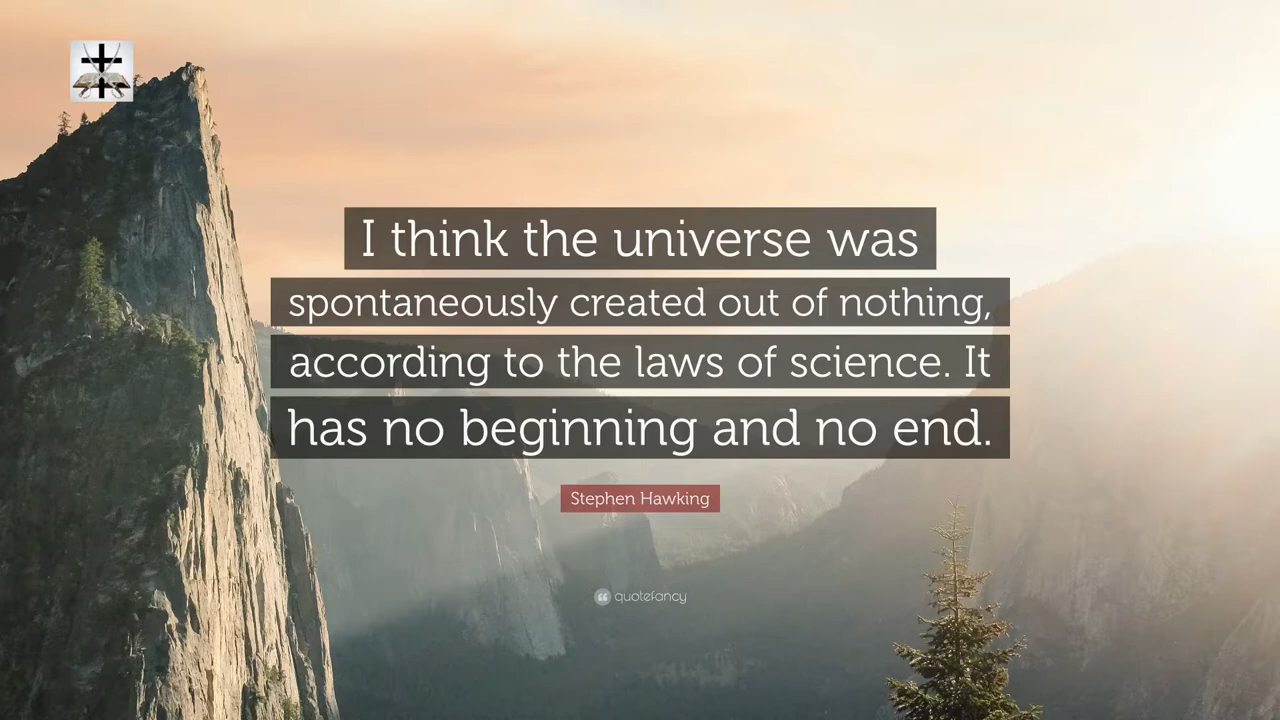 I think the universe was
spontaneously created out of nothing,
according to the laws of science. It
has no beginning and no end.
Stephen Hawking
quotefancy